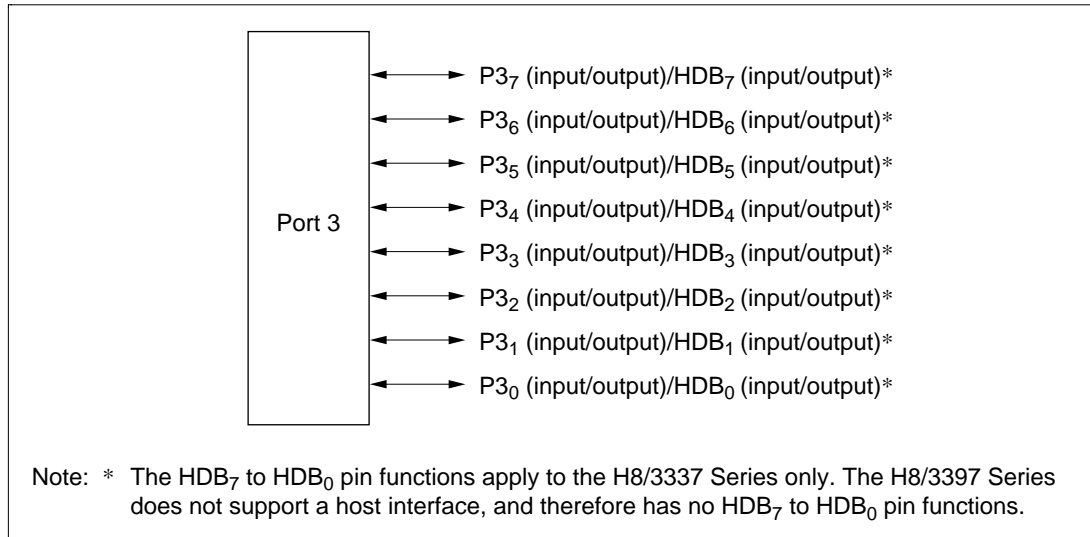 Port 3
P3₇ (input/output)/HDB₇ (input/output)*
P3₆ (input/output)/HDB₆ (input/output)*
P3₅ (input/output)/HDB₅ (input/output)*
P3₄ (input/output)/HDB₄ (input/output)*
P3₃ (input/output)/HDB₃ (input/output)*
P3₂ (input/output)/HDB₂ (input/output)*
P3₁ (input/output)/HDB₁ (input/output)*
P3₀ (input/output)/HDB₀ (input/output)*
Note: * The HDB₇ to HDB₀ pin functions apply to the H8/3337 Series only. The H8/3397 Series
does not support a host interface, and therefore has no HDB₇ to HDB₀ pin functions.